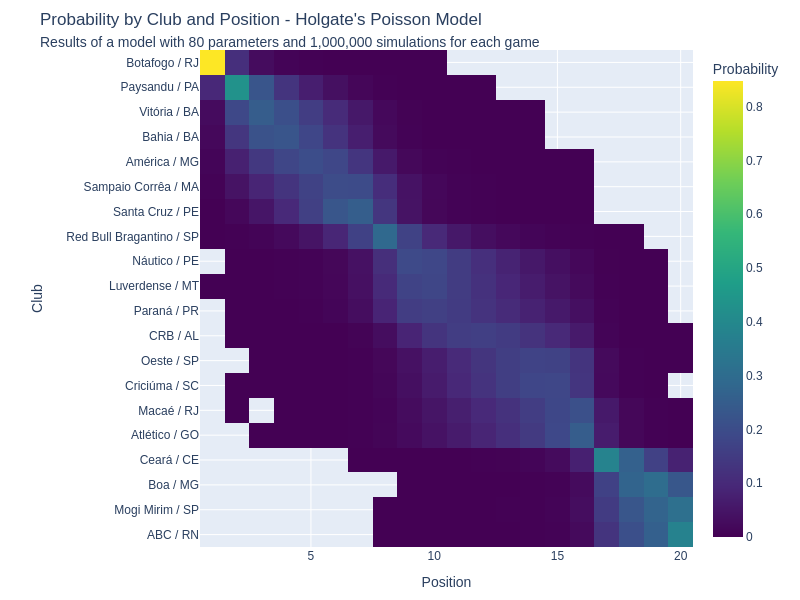 Probability by Club and Position - Holgate's Poisson Model
Results of a model with 80 parameters and 1,000,000 simulations for each game
Probability
Botafogo / RJ
Paysandu / PA
Vitória / BA
Bahia / BA
América / MG
Sampaio Corrêa / MA
Santa Cruz / PE
Red Bull Bragantino / SP
Náutico / PE
Luverdense / MT
Paraná / PR
CRB / AL
Oeste / SP
Criciúma / SC
Macaé / RJ
Atlético / GO
Ceará / CE
Boa / MG
Mogi Mirim / SP
ABC / RN
Club
5
10
15
20
Position
0.8
0.7
0.6
0.5
0.4
0.3
0.2
0.1
0